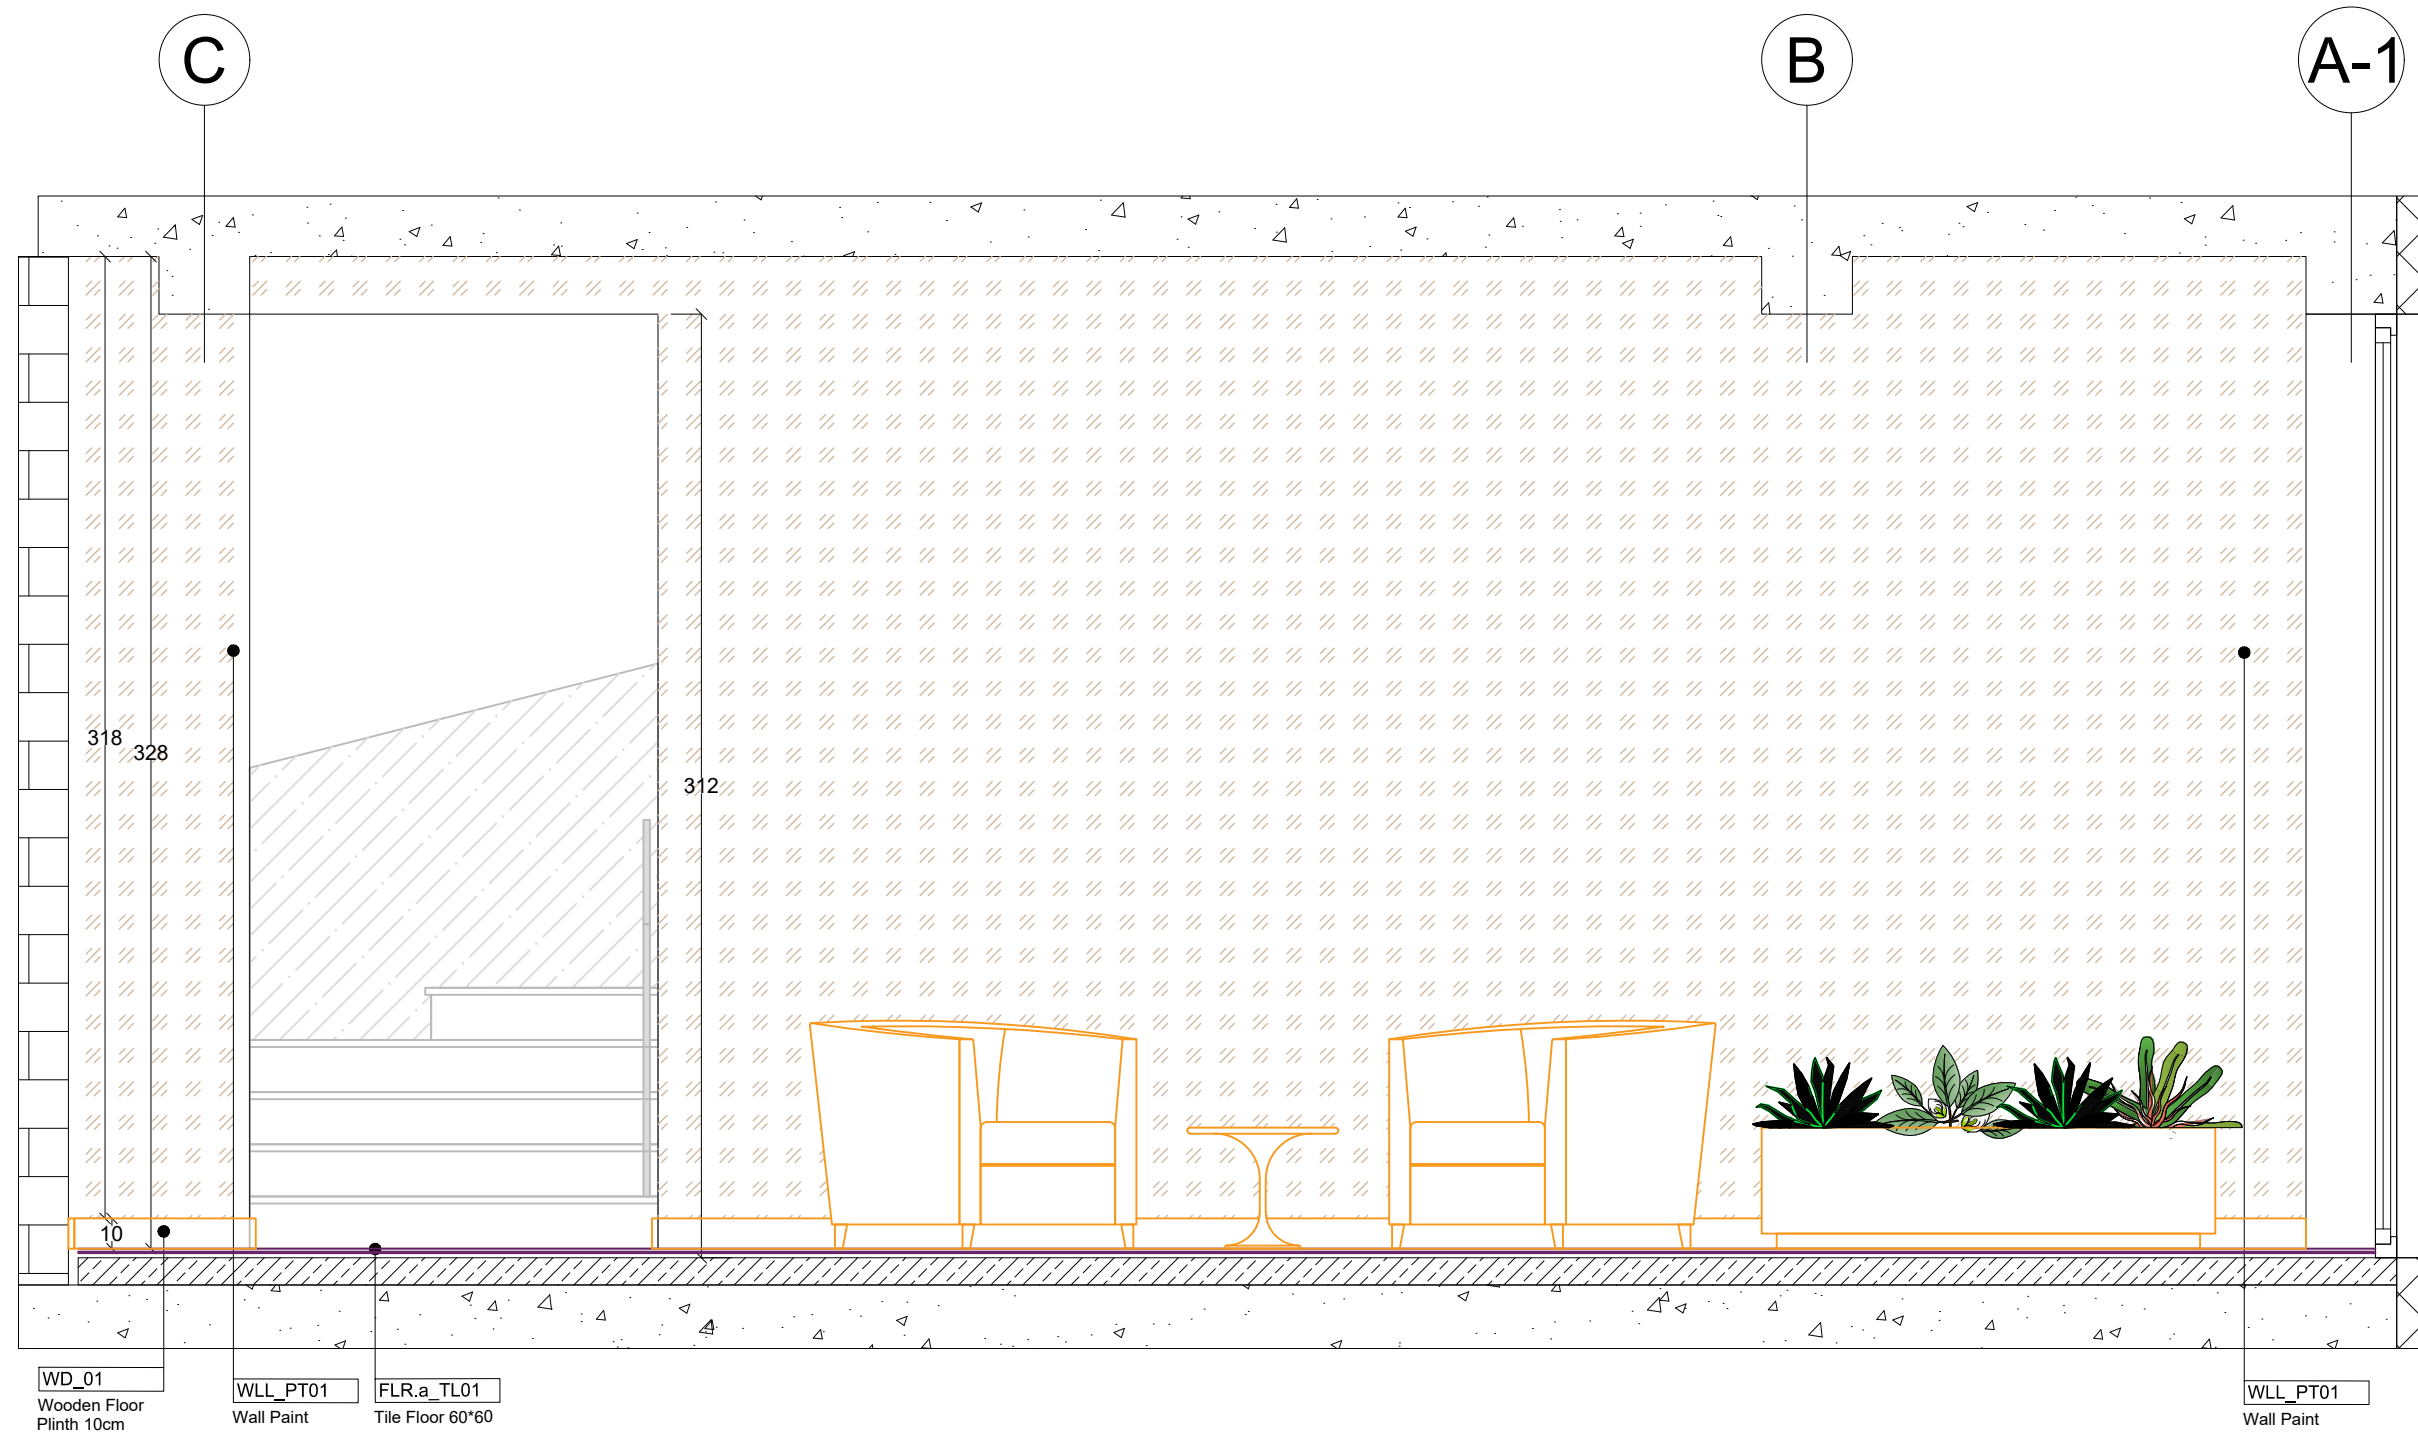 C
B
A-1
318
328
312
10
WD_01
Wooden Floor
Plinth 10cm
WLL_PT01
Wall Paint
FLR.a_TL01
Tile Floor 60*60
WLL_PT01
Wall Paint